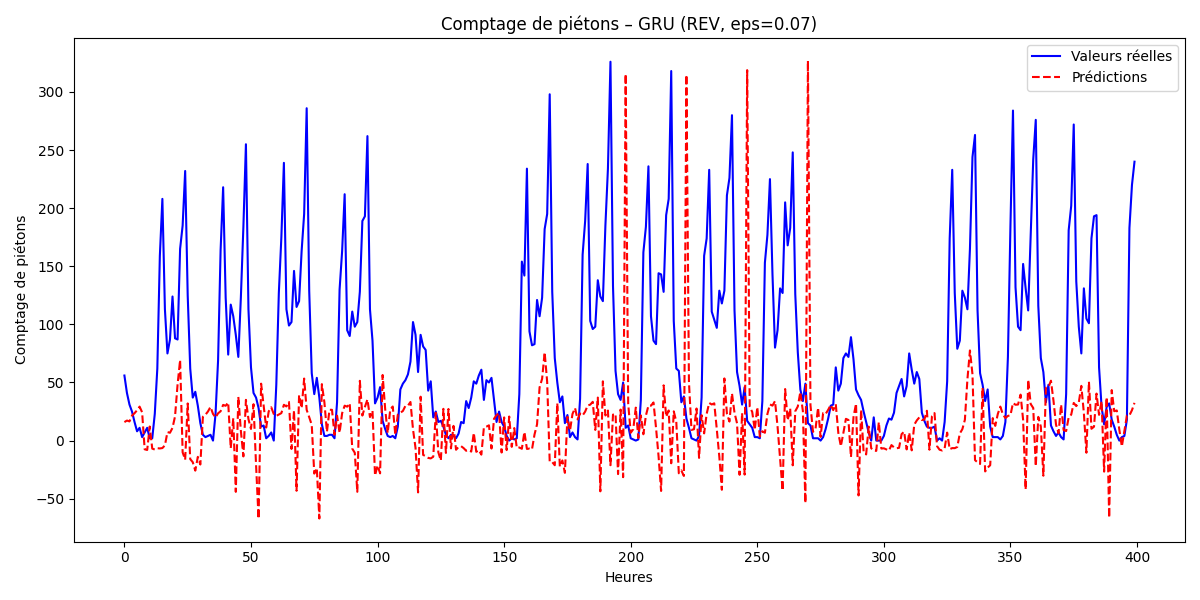 Comptage de piétons – GRU (REV, eps=0.07)
Valeurs réelles
Prédictions
Comptage de piétons
300
250
200
150
100
50
0
−50
0 50 100 150 200 250 300 350 400
Heures